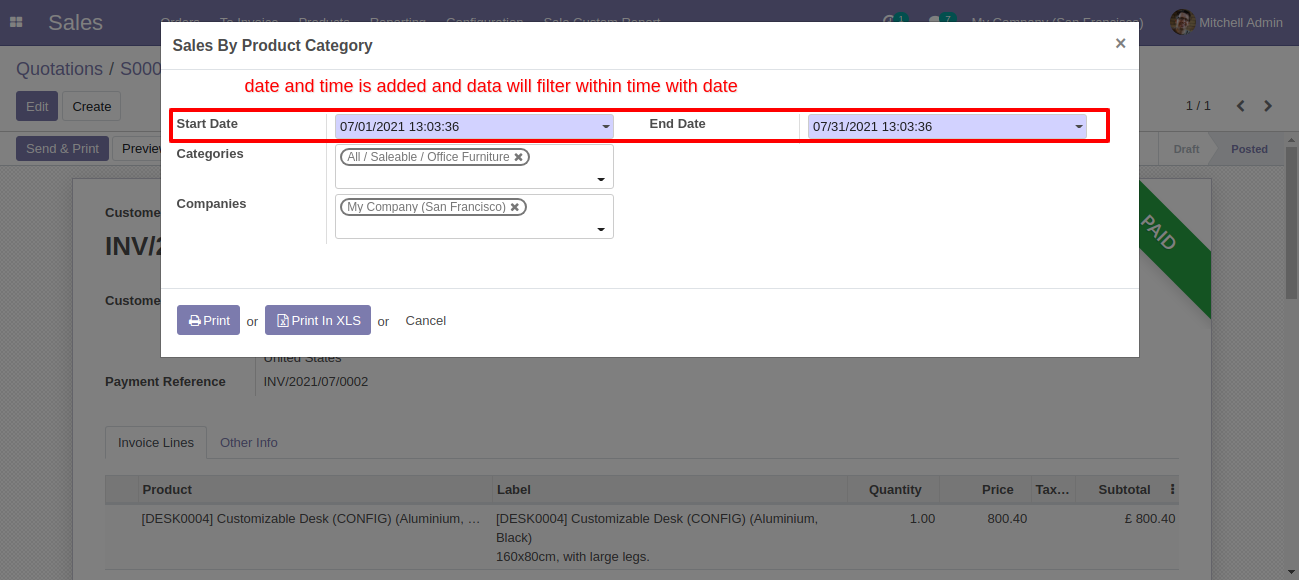 Sales Orders To Invoice Products Reporting Configuration Sale Custom Report 1 7 My Company (San Francisco) Mitchell Admin
Sales By Product Category ×
Quotations / S000
date and time is added and data will filter within time with date
Edit Create 1 / 1
Start Date 07/01/2021 13:03:36 End Date 07/31/2021 13:03:36
Send & Print Preview Draft Posted
Categories All / Saleable / Office Furniture ✖
Companies My Company (San Francisco) ✖
Custome
PAID
INV/2
Custome
Print or Print In XLS or Cancel
United States
Payment Reference INV/2021/07/0002
Invoice Lines Other Info
Product Label Quantity Price Tax… Subtotal
[DESK0004] Customizable Desk (CONFIG) (Aluminium, … [DESK0004] Customizable Desk (CONFIG) (Aluminium, 1.00 800.40 £ 800.40
Black)
160x80cm, with large legs.